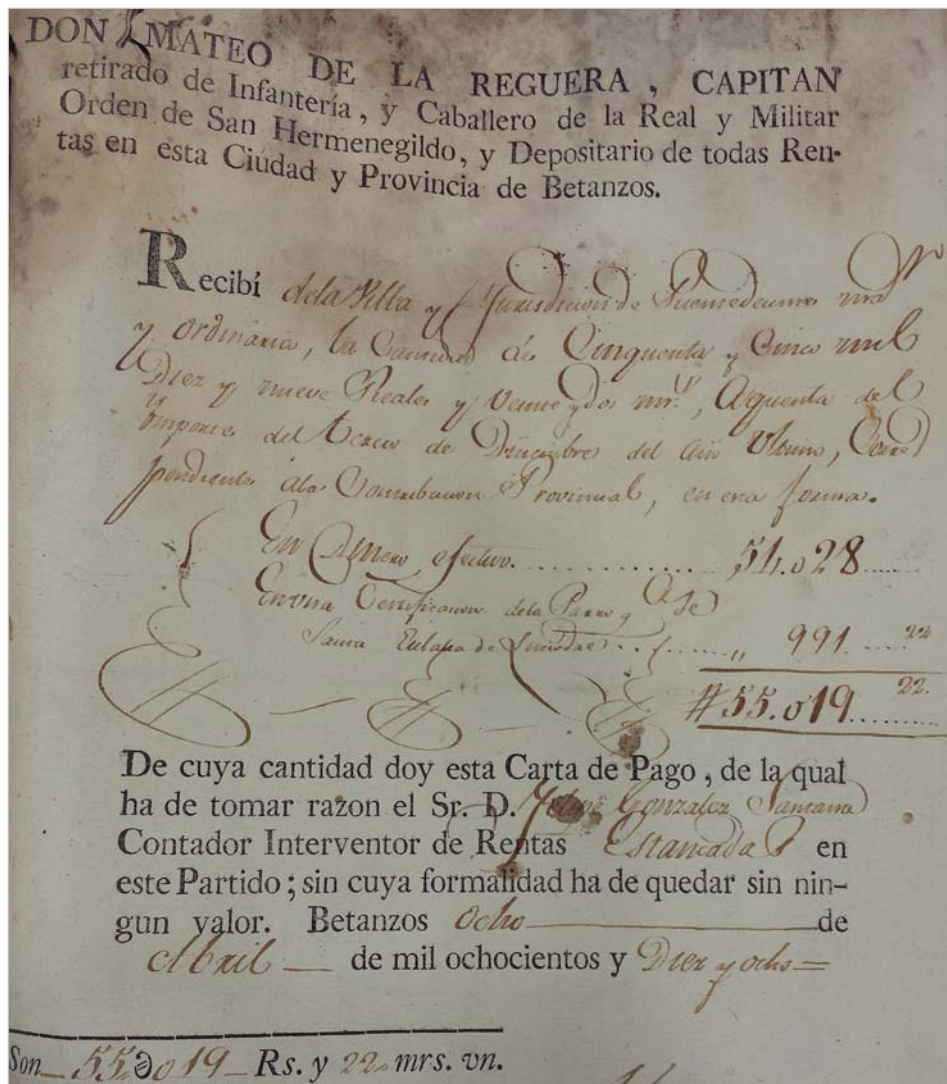 DON MATEO DE LA REGUERA, CAPITAN
retirado de Infantería, y Caballero de la Real y Militar
Orden de San Hermenegildo, y Depositario de todas Ren-
tas en esta Ciudad y Provincia de Betanzos.
Recibí dela Villa y Jurisdicion de Puentedeume
y ordinaria, la Cantidad de Cinquenta y Cinco mil
Diez y nueve Reales y Veinte y dos mrs., Aquenta del
Importe del tercio de Diciembre del año Ultimo, Corres
pondiente ála Contribucion Provincial, en esta forma.
En Dinero efectivo. 54.028
En una Certificacion dela Parroq.a de
Santa Eulalia de 991 22
#55.019 22.
De cuya cantidad doy esta Carta de Pago, de la qual
ha de tomar razon el Sr. D. Felipe Gonzalez Santana
Contador Interventor de Rentas Estancadas en
este Partido; sin cuya formalidad ha de quedar sin nin-
gun valor. Betanzos ocho de
Abril de mil ochocientos y Diez y ocho
Son 55019 Rs. y 22 mrs. vn.